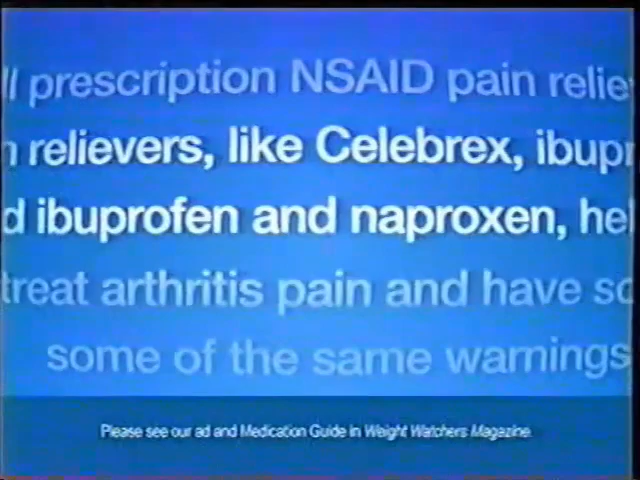 ll prescription NSAID pain relie
n relievers, like Celebrex, ibupr
d ibuprofen and naproxen, hel
treat arthritis pain and have so
some of the same warnings
Please see our ad and Medication Guide in Weight Watchers Magazine.